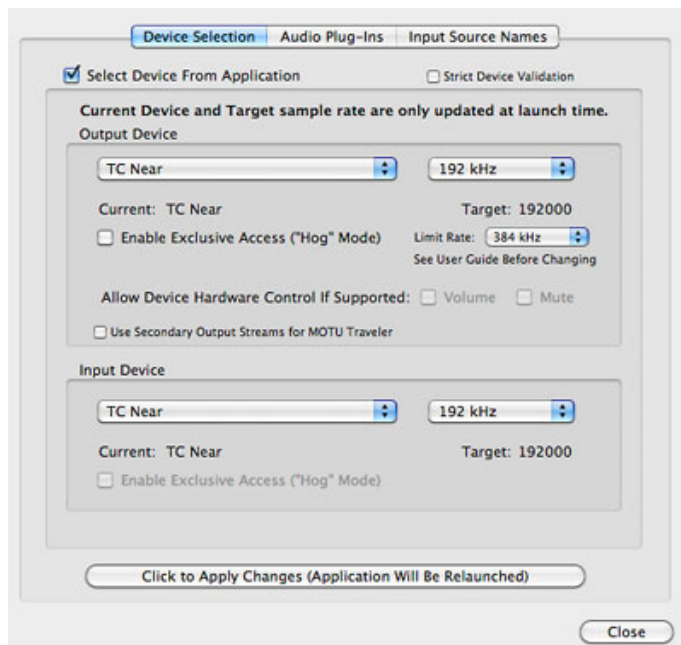 Device Selection Audio Plug-Ins Input Source Names
Select Device From Application Strict Device Validation
Current Device and Target sample rate are only updated at launch time.
Output Device
TC Near 192 kHz
Current: TC Near Target: 192000
Enable Exclusive Access ("Hog" Mode) Limit Rate: 384 kHz
See User Guide Before Changing
Allow Device Hardware Control If Supported: Volume Mute
Use Secondary Output Streams for MOTU Traveler
Input Device
TC Near 192 kHz
Current: TC Near Target: 192000
Enable Exclusive Access ("Hog" Mode)
Click to Apply Changes (Application Will Be Relaunched)
Close